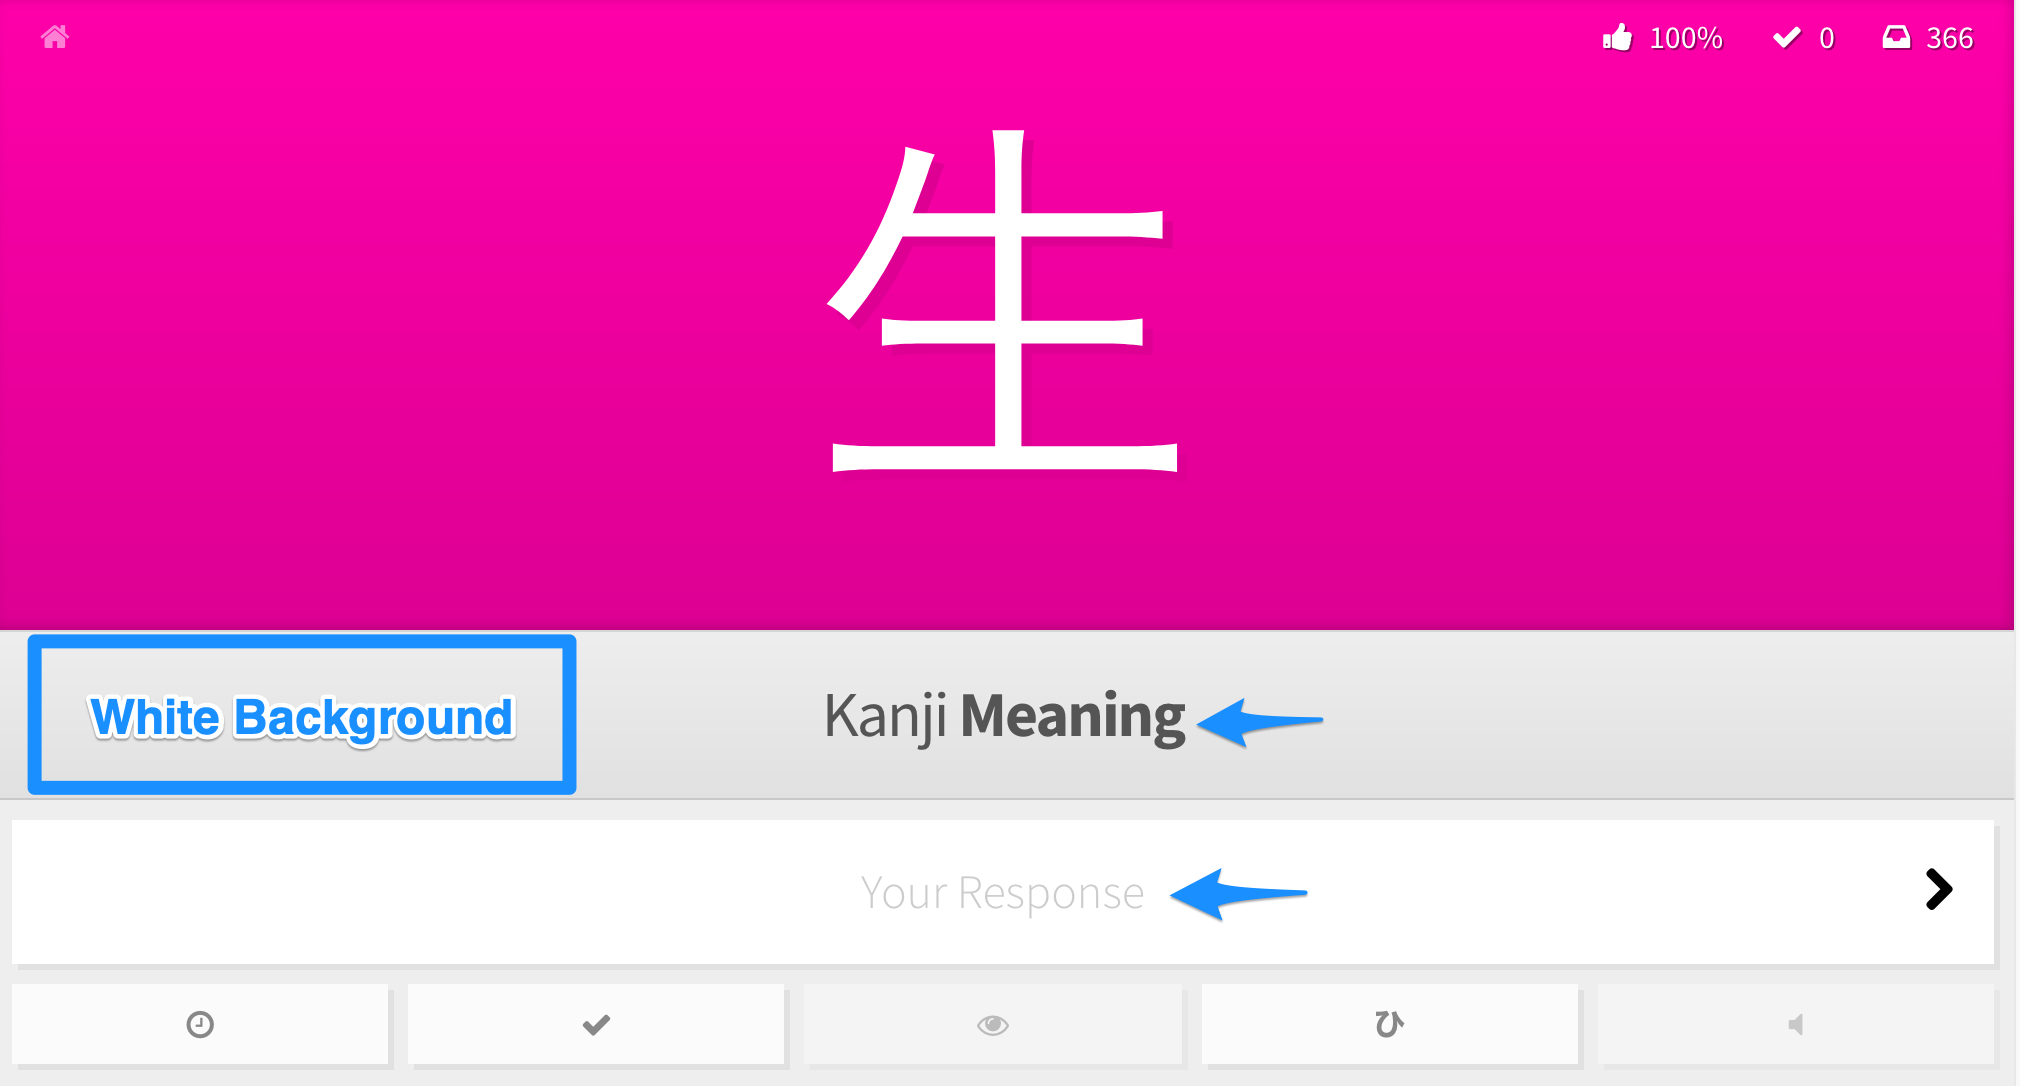 100% 0 366
生
White Background
Kanji Meaning
Your Response
ひ